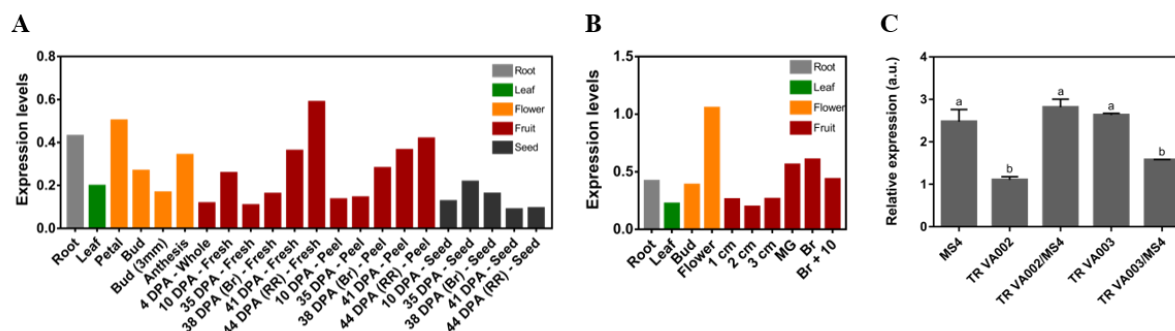 A
Expression levels
0.8
0.6
0.4
0.2
0.0
Root
Leaf
Flower
Fruit
Seed
Root
Leaf
Petal
Bud
Bud (3mm)
Anthesis
4 DPA - Whole
10 DPA - Fresh
35 DPA - Fresh
38 DPA (Br) - Fresh
41 DPA - Fresh
44 DPA (RR) - Fresh
10 DPA - Peel
35 DPA - Peel
38 DPA (Br) - Peel
41 DPA - Peel
44 DPA (RR) - Peel
10 DPA - Seed
35 DPA - Seed
38 DPA (Br) - Seed
41 DPA - Seed
44 DPA (RR) - Seed
B
Expression levels
1.5
1.0
0.5
0.0
Root
Leaf
Flower
Fruit
Root
Leaf
Bud
Flower
1 cm
2 cm
3 cm
MG
Br
Br + 10
C
Relative expression (a.u.)
4
3
2
1
0
a
b
a
a
b
MS4
TR VA002
TR VA002/MS4
TR VA003
TR VA003/MS4